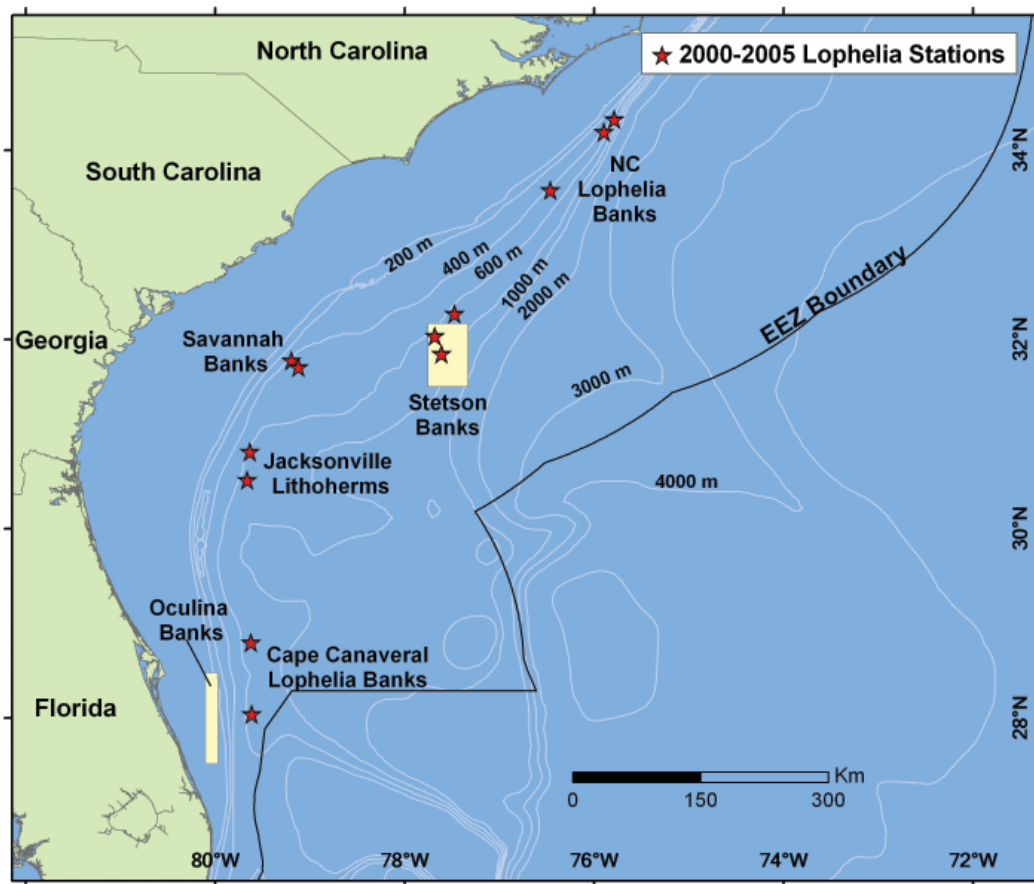 North Carolina
★ 2000-2005 Lophelia Stations
34°N
South Carolina
NC
Lophelia
Banks
200 m
400 m
600 m
1000 m
2000 m
EEZ Boundary
Georgia
Savannah
Banks
32°N
3000 m
Stetson
Banks
Jacksonville
Lithoherms
4000 m
30°N
Oculina
Banks
Cape Canaveral
Lophelia Banks
Florida
28°N
Km
0 150 300
80°W 78°W 76°W 74°W 72°W